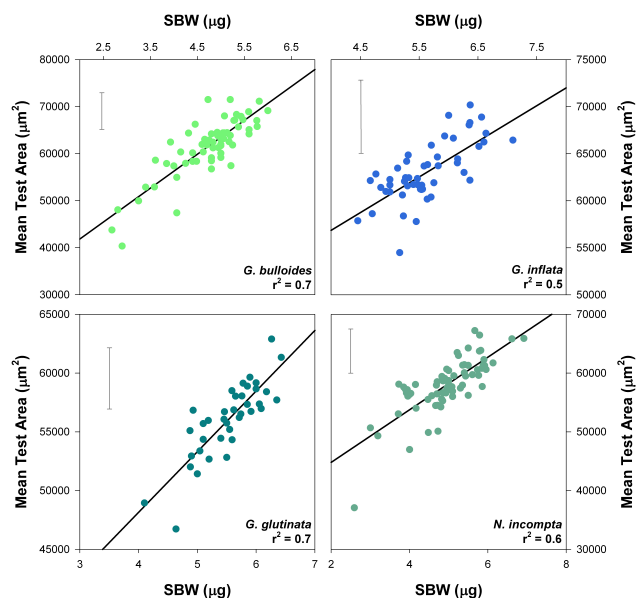 SBW (μg)
SBW (μg)
2.5 3.5 4.5 5.5 6.5
4.5 5.5 6.5 7.5
80000
70000
60000
50000
40000
30000
Mean Test Area (μm²)
G. bulloides
r² = 0.7
75000
70000
65000
60000
55000
50000
Mean Test Area (μm²)
G. inflata
r² = 0.5
65000
60000
55000
50000
45000
Mean Test Area (μm²)
G. glutinata
r² = 0.7
70000
60000
50000
40000
30000
Mean Test Area (μm²)
N. incompta
r² = 0.6
3 4 5 6 7
2 4 6 8
SBW (μg)
SBW (μg)